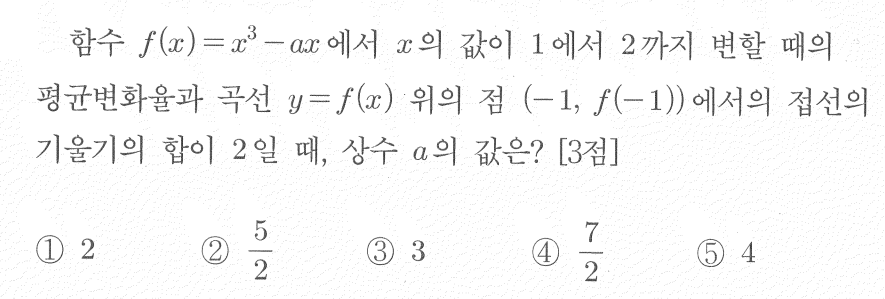 함수 f(x)=x³-ax에서 x의 값이 1에서 2까지 변할 때의
평균변화율과 곡선 y=f(x) 위의 점 (-1, f(-1))에서의 접선의
기울기의 합이 2일 때, 상수 a의 값은? [3점]
① 2 ② 5/2 ③ 3 ④ 7/2 ⑤ 4